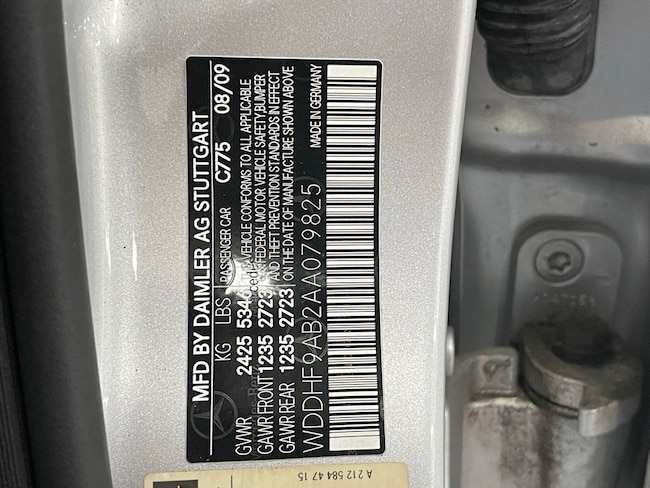 MFD BY DAIMLER AG STUTTGART
KG LBS PASSENGER CAR C775 08/09
GVWR 2425 5346 VEHICLE CONFORMS TO ALL APPLICABLE
GAWR FRONT 1235 2723 FEDERAL MOTOR VEHICLE SAFETY, BUMPER
GAWR REAR 1235 2723 AND THEFT PREVENTION STANDARDS IN EFFECT
ON THE DATE OF MANUFACTURE SHOWN ABOVE
WDDHF9AB2AA079825 MADE IN GERMANY
A 212 584 47 15